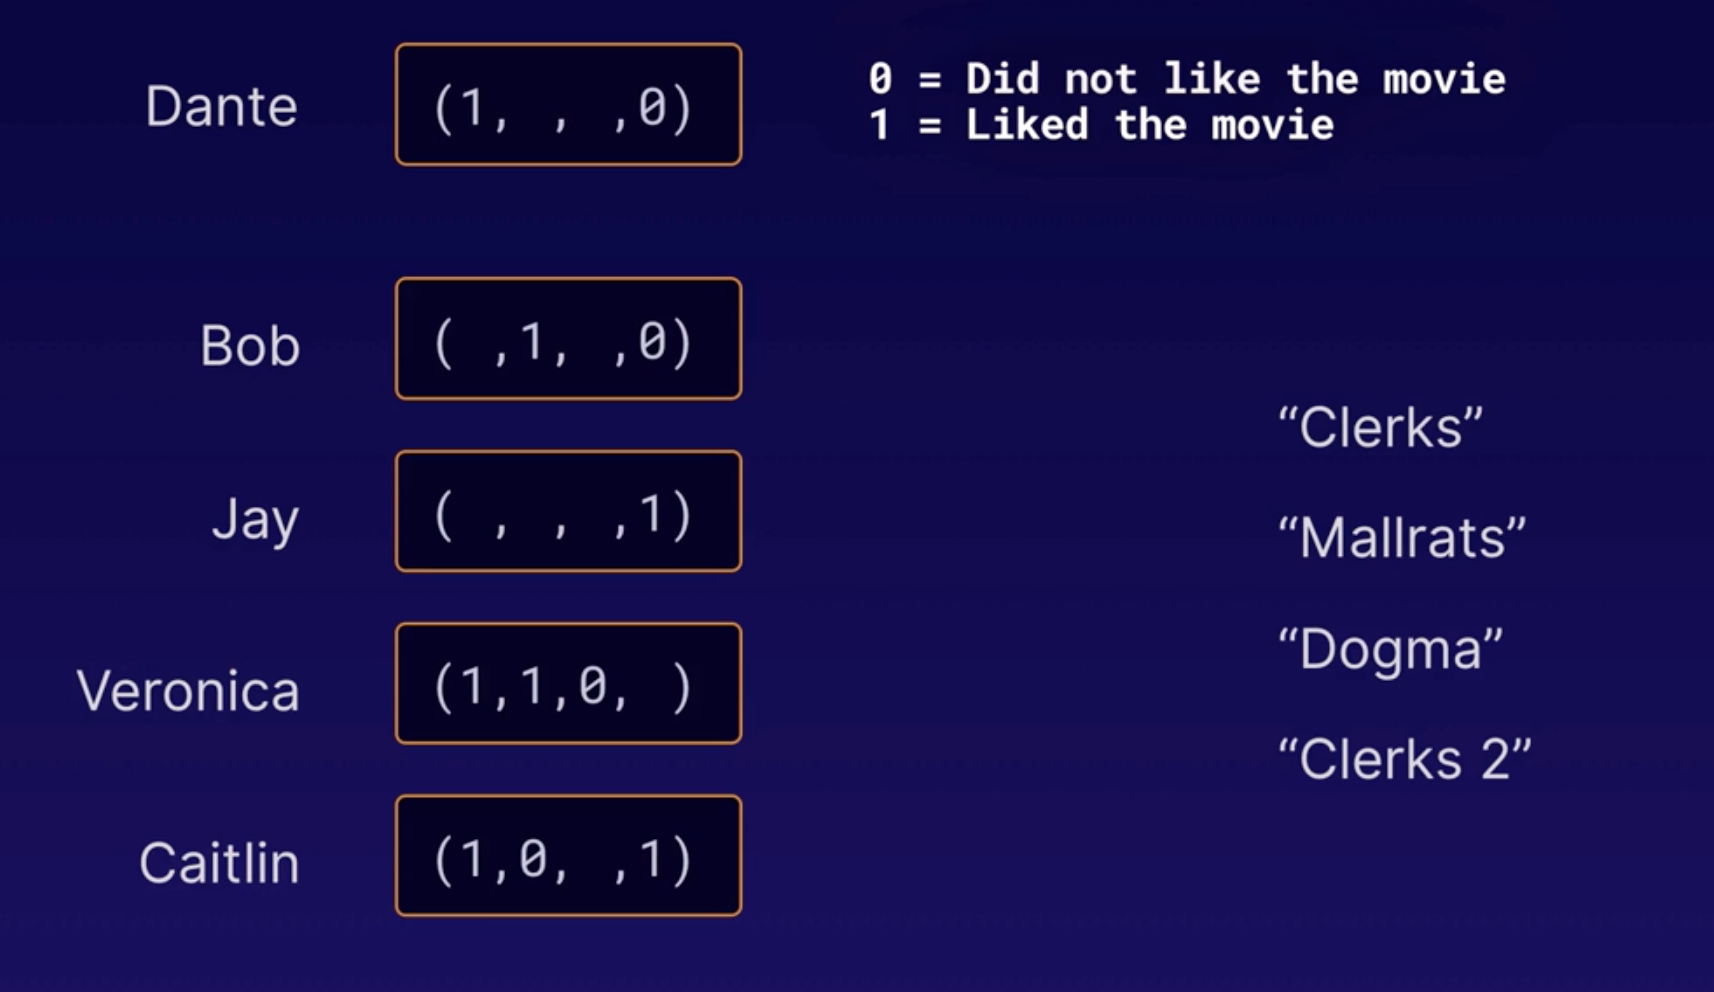 Dante (1, , ,0)
0 = Did not like the movie
1 = Liked the movie
Bob ( ,1, ,0)
Jay ( , , ,1)
Veronica (1,1,0, )
Caitlin (1,0, ,1)
“Clerks”
“Mallrats”
“Dogma”
“Clerks 2”